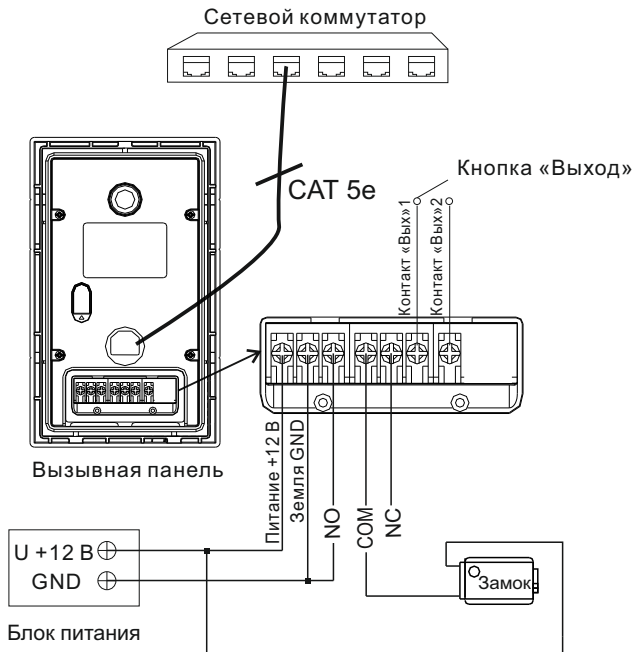 Сетевой коммутатор
CAT 5e
Кнопка «Выход»
Контакт «Вых»1
Контакт «Вых»2
Вызывная панель
Питание +12 В
Земля GND
NO
COM
NC
U +12 В
GND
Замок
Блок питания